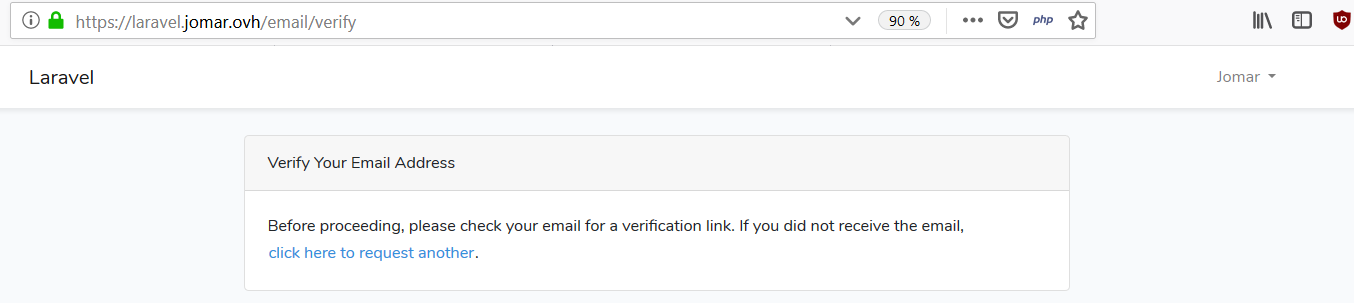 https://laravel.jomar.ovh/email/verify
90 %
php
Laravel
Jomar
Verify Your Email Address
Before proceeding, please check your email for a verification link. If you did not receive the email,
click here to request another.